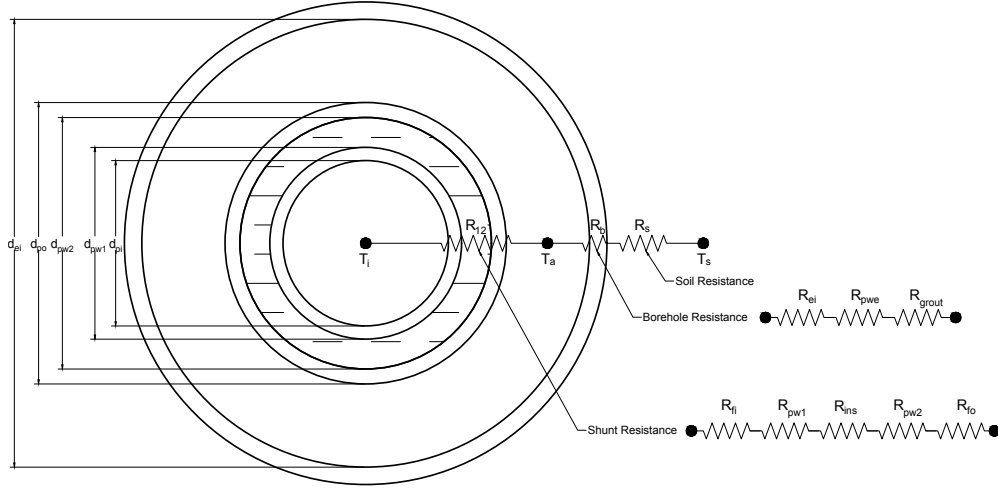 d_ei d_po d_pw2 d_pw1 d_pi
R_12 R_b R_s
T_i T_a T_s
Soil Resistance
R_ei R_pwe R_grout
Borehole Resistance
R_fi R_pw1 R_ins R_pw2 R_fo
Shunt Resistance